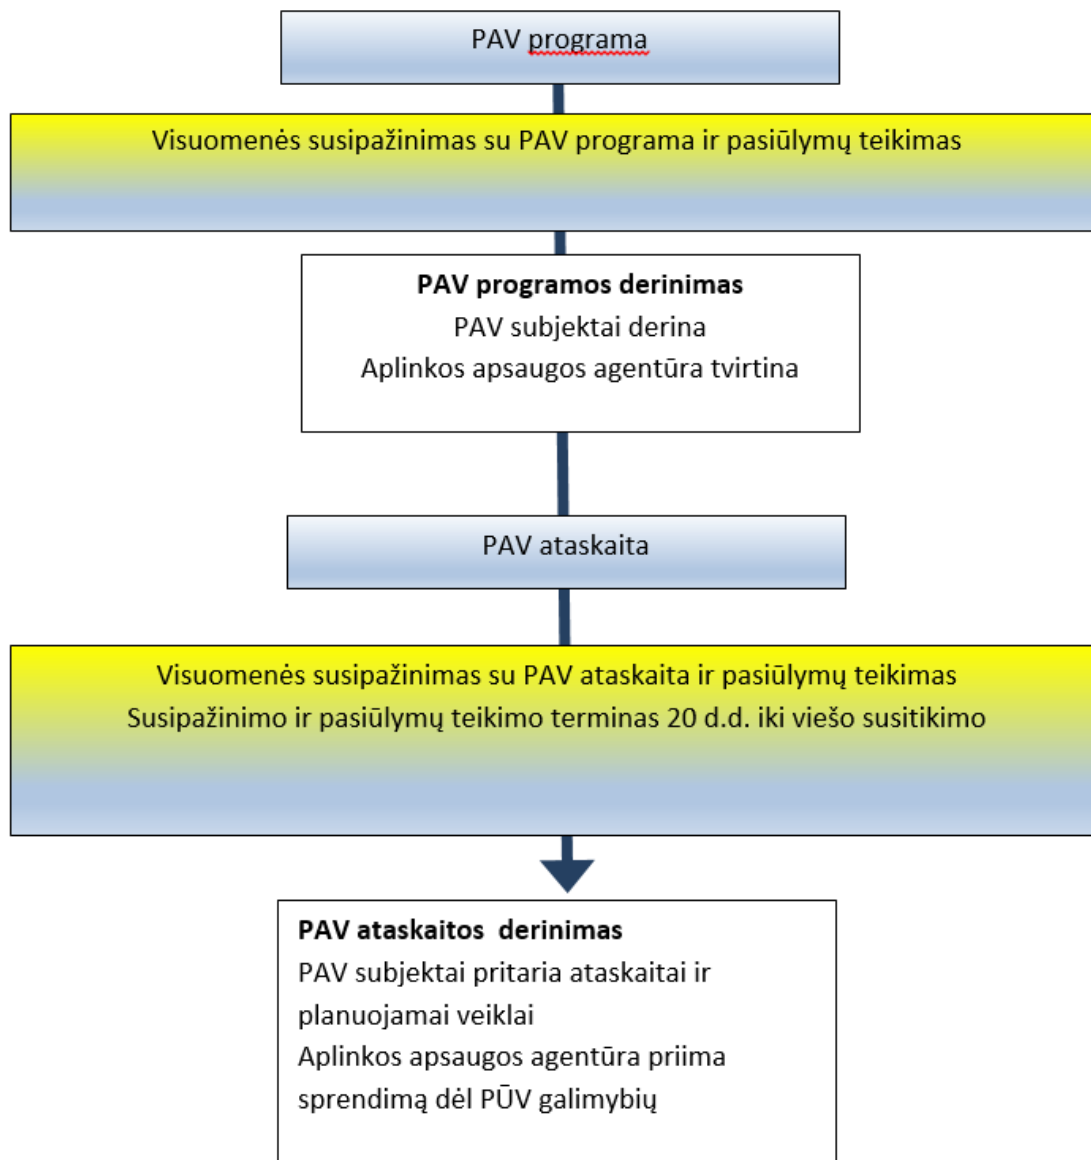 PAV programa
Visuomenės susipažinimas su PAV programa ir pasiūlymų teikimas
PAV programos derinimas
PAV subjektai derina
Aplinkos apsaugos agentūra tvirtina
PAV ataskaita
Visuomenės susipažinimas su PAV ataskaita ir pasiūlymų teikimas
Susipažinimo ir pasiūlymų teikimo terminas 20 d.d. iki viešo susitikimo
PAV ataskaitos  derinimas
PAV subjektai pritaria ataskaitai ir
planuojamai veiklai
Aplinkos apsaugos agentūra priima
sprendimą dėl PŪV galimybių